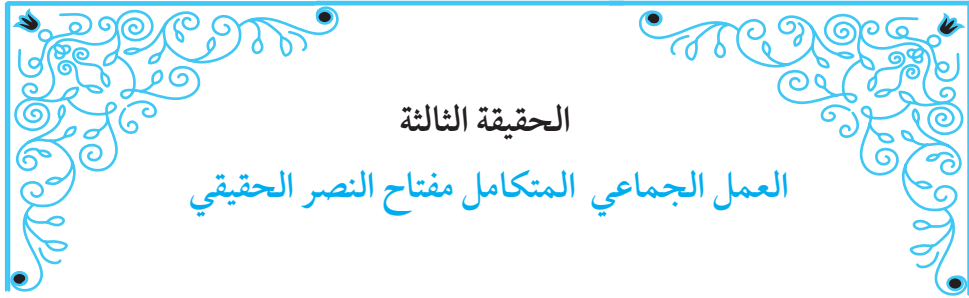 الحقيقة الثالثة
العمل الجماعي المتكامل مفتاح النصر الحقيقي